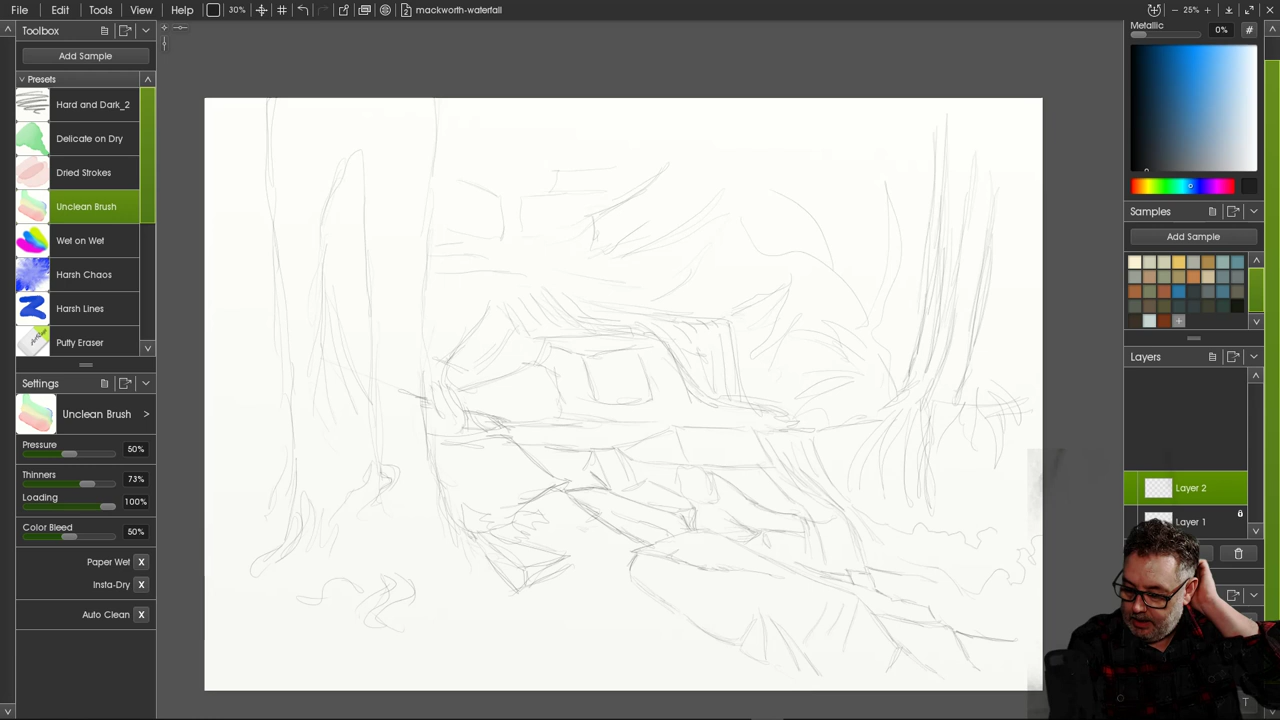 File Edit Tools View Help 30% 2 mackworth-waterfall 25%
Toolbox
Add Sample
Presets
Hard and Dark_2
Delicate on Dry
Dried Strokes
Unclean Brush
Wet on Wet
Harsh Chaos
Harsh Lines
Putty Eraser
Settings
Unclean Brush >
Pressure 50%
Thinners 73%
Loading 100%
Color Bleed 50%
Paper Wet X
Insta-Dry X
Auto Clean X
Metallic 0% #
Samples
Add Sample
Layers
Layer 2
Layer 1
T